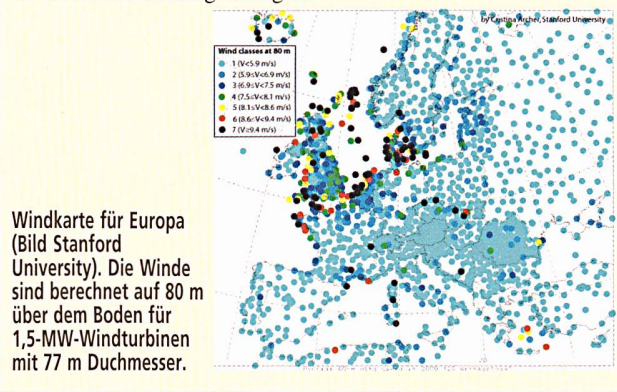 by Cristina Archer, Stanford University
Wind classes at 80 m
1 (V<5.9 m/s)
2 (5.9≤V<6.9 m/s)
3 (6.9≤V<7.5 m/s)
4 (7.5≤V<8.1 m/s)
5 (8.1≤V<8.6 m/s)
6 (8.6≤V<9.4 m/s)
7 (V≥9.4 m/s)
Windkarte für Europa
(Bild Stanford
University). Die Winde
sind berechnet auf 80 m
über dem Boden für
1,5-MW-Windturbinen
mit 77 m Duchmesser.